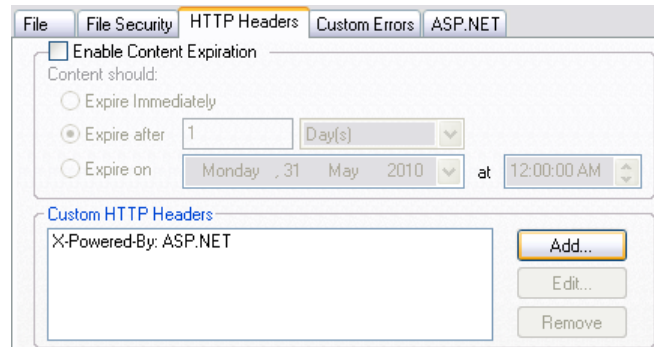 File File Security HTTP Headers Custom Errors ASP.NET
Enable Content Expiration
Content should:
Expire Immediately
Expire after 1 Day(s)
Expire on Monday , 31 May 2010 at 12:00:00 AM
Custom HTTP Headers
X-Powered-By: ASP.NET
Add...
Edit...
Remove